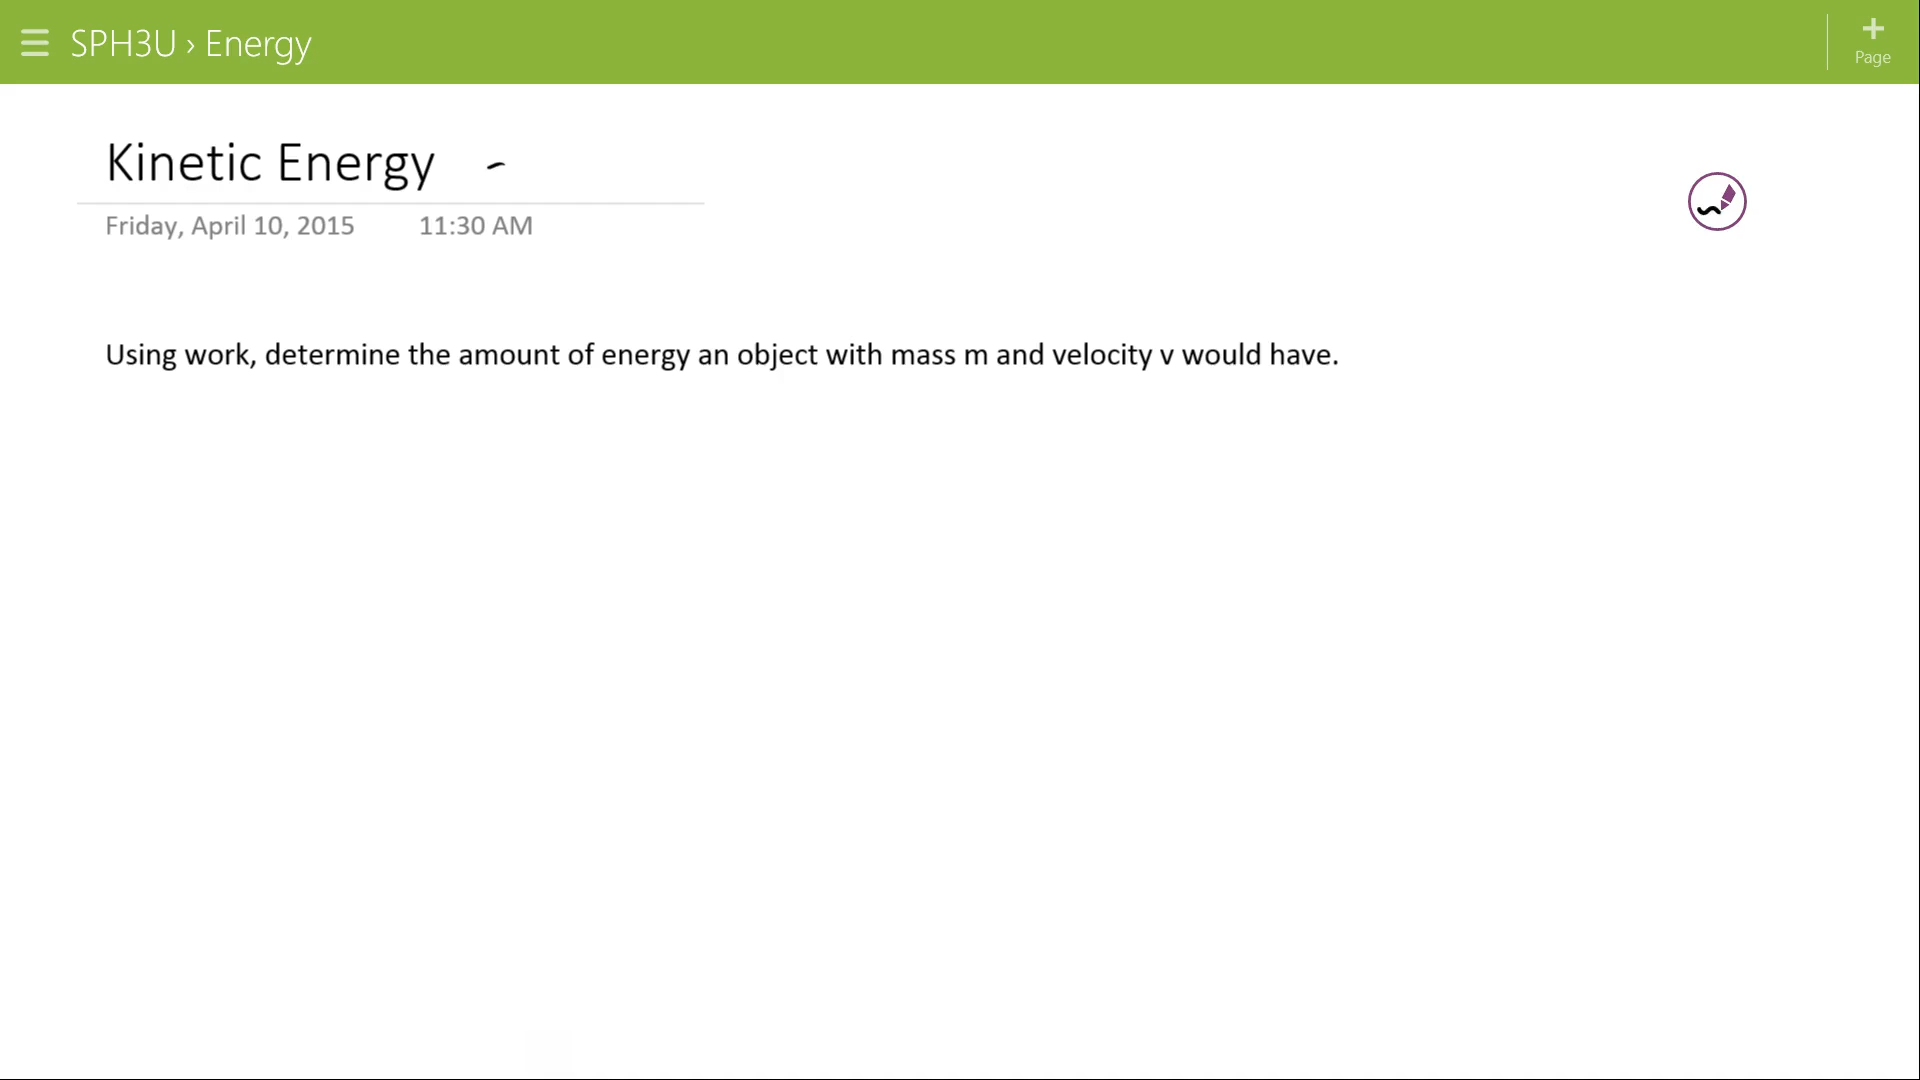 SPH3U › Energy
Page
Kinetic Energy -
Friday, April 10, 2015 11:30 AM
Using work, determine the amount of energy an object with mass m and velocity v would have.